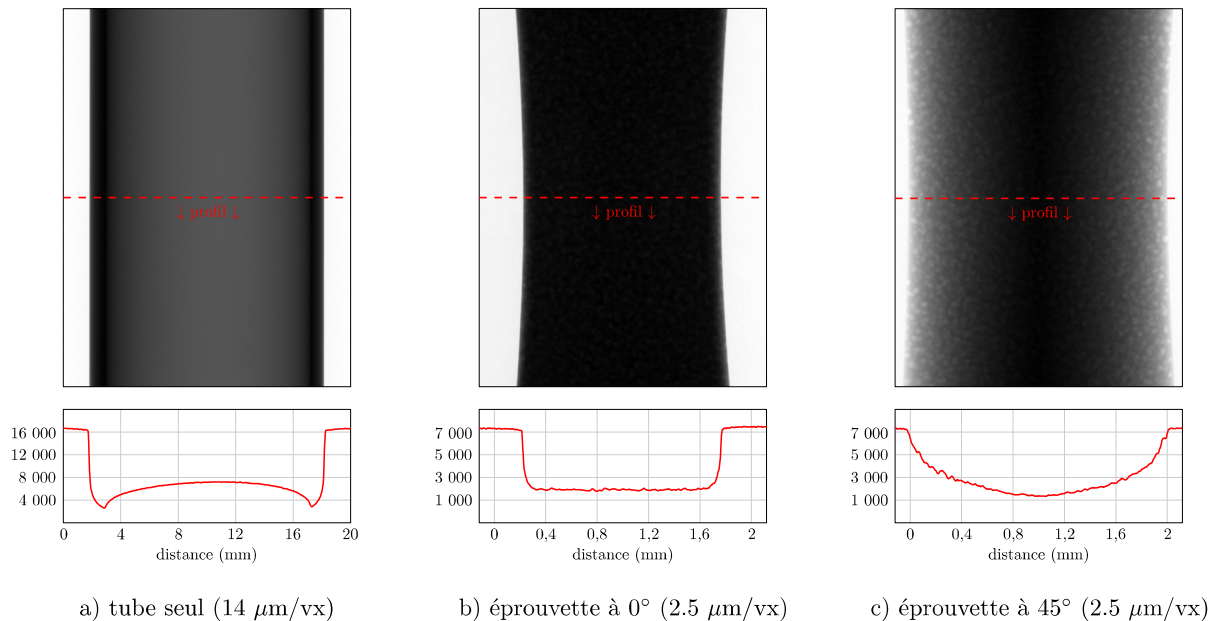 ↓ profil ↓
↓ profil ↓
↓ profil ↓
16 000
12 000
8 000
4 000
0 4 8 12 16 20
distance (mm)
7 000
5 000
3 000
1 000
0 0,4 0,8 1,2 1,6 2
distance (mm)
7 000
5 000
3 000
1 000
0 0,4 0,8 1,2 1,6 2
distance (mm)
a) tube seul (14 μm/vx)
b) éprouvette à 0° (2.5 μm/vx)
c) éprouvette à 45° (2.5 μm/vx)